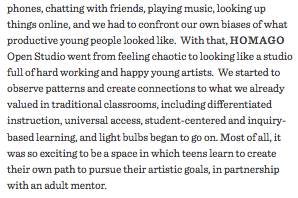 phones, chatting with friends, playing music, looking up
things online, and we had to confront our own biases of what
productive young people looked like.  With that, HOMAGO
Open Studio went from feeling chaotic to looking like a studio
full of hard working and happy young artists.  We started to
observe patterns and create connections to what we already
valued in traditional classrooms, including differentiated
instruction, universal access, student-centered and inquiry-
based learning, and light bulbs began to go on. Most of all, it
was so exciting to be a space in which teens learn to create
their own path to pursue their artistic goals, in partnership
with an adult mentor.